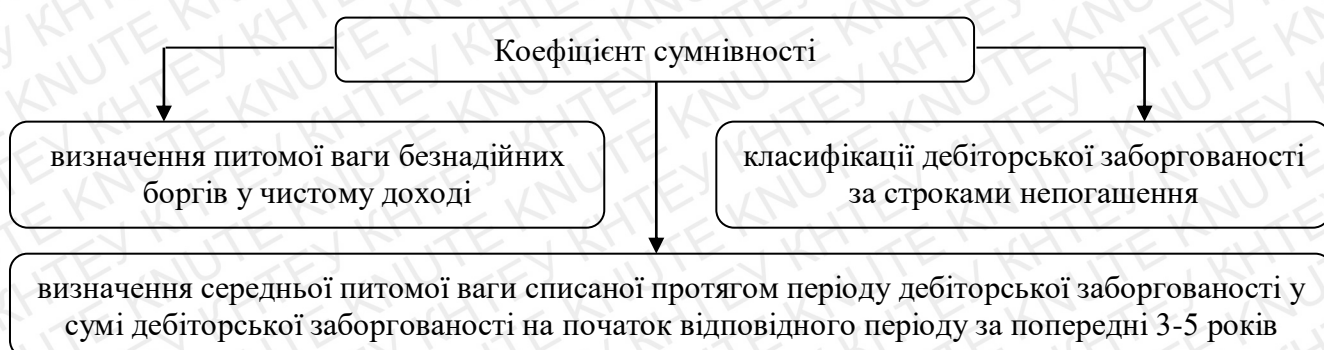 Коефіцієнт сумнівності
визначення питомої ваги безнадійних
боргів у чистому доході
класифікації дебіторської заборгованості
за строками непогашення
визначення середньої питомої ваги списаної протягом періоду дебіторської заборгованості у
сумі дебіторської заборгованості на початок відповідного періоду за попередні 3-5 років